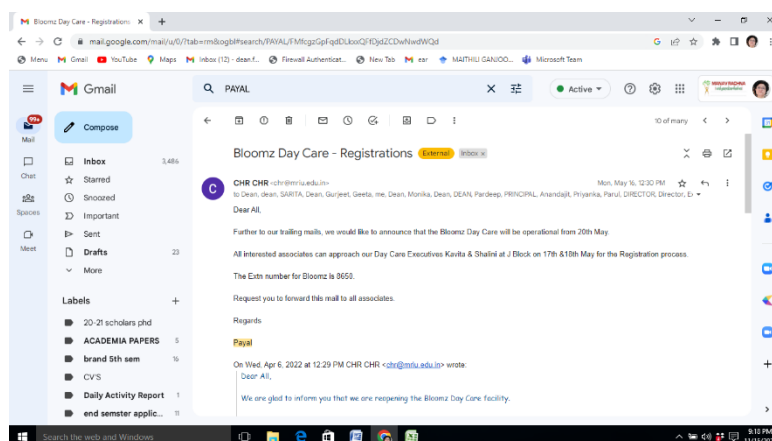 Bloomz Day Care - Registrations
mail.google.com/mail/u/0/?tab=rm&ogbl#search/PAYAL/
Menu Gmail YouTube Maps Inbox (12) - dean.f... Firewall Authenticat... New Tab ear MAITHILI GANJOO... Microsoft Team
Gmail
PAYAL
Active
99+
Mail
Chat
Spaces
Meet
Compose
Inbox 3,486
Starred
Snoozed
Important
Sent
Drafts 23
More
Labels
20-21 scholars phd
ACADEMIA PAPERS 5
brand 5th sem 16
CV'S
Daily Activity Report 1
end semster applic... 11
10 of many
Bloomz Day Care - Registrations External Inbox x
CHR CHR <chr@mriu.edu.in> Mon, May 16, 12:30 PM
to Dean, dean, SARITA, Dean, Gurjeet, Geeta, me, Dean, Monika, Dean, DEAN, Pardeep, PRINCIPAL, Anandajit, Priyanka, Parul, DIRECTOR, Director,
Dear All,
Further to our trailing mails, we would like to announce that the Bloomz Day Care will be operational from 20th May.
All interested associates can approach our Day Care Executives Kavita & Shalini at J Block on 17th &18th May for the Registration process.
The Extn number for Bloomz is 8650.
Request you to forward this mail to all associates.
Regards
Payal
On Wed, Apr 6, 2022 at 12:29 PM CHR CHR <chr@mriu.edu.in> wrote:
Dear All,
We are glad to inform you that we are reopening the Bloomz Day Care facility.
Search the web and Windows
9:18 PM